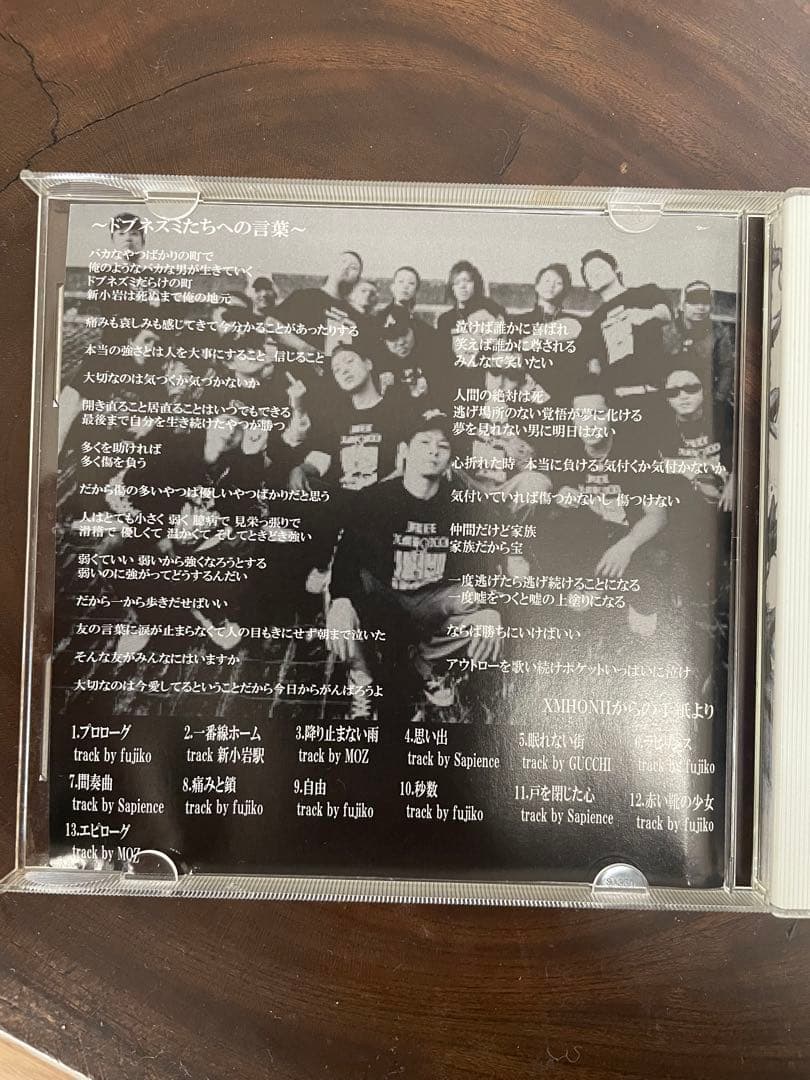 ～ドブネズミたちへの言葉～
バカなやつばかりの町で
俺のようなバカな男が生きていく
ドブネズミだらけの町
新小岩は死ぬまで俺の地元
痛みも哀しみも感じてきて今分かることがあったりする
本当の強さとは人を大事にすること 信じること
大切なのは気づくか気づかないか
開き直ること居直ることはいつでもできる
最後まで自分を生き続けたやつが勝つ
多くを助ければ
多く傷を負う
だから傷の多いやつは優しいやつばかりだと思う
人はとても小さく 弱く 臆病で 見栄っ張りで
滑稽で 優しくて 温かくて そしてときどき強い
弱くていい 弱いから強くなろうとする
弱いのに強がってどうするんだい
だから一から歩きだせばいい
友の言葉に涙が止まらなくて人の目もきにせず朝まで泣いた
そんな友がみんなにはいますか
大切なのは今愛してるということだから今日からがんばろうよ
泣けば誰かに喜ばれ
笑えば誰かに尊される
みんなで笑いたい
人間の絶対は死
逃げ場所のない覚悟が夢に化ける
夢を見れない男に明日はない
心折れた時 本当に負ける 気付くか気付かないか
気付いていれば傷つかないし 傷つけない
仲間だけど家族
家族だから宝
一度逃げたら逃げ続けることになる
一度嘘をつくと嘘の上塗りになる
ならば勝ちにいけばいい
アウトローを歌い続けポケットいっぱいに泣け
XMHONIIからの手紙より
1.プロローグ
track by fujiko
2.一番線ホーム
track 新小岩駅
3.降り止まない雨
track by MOZ
4.思い出
track by Sapience
5.眠れない街
track by GUCCHI
track by fujiko
7.間奏曲
track by Sapience
8.痛みと鎖
track by fujiko
9.自由
track by fujiko
10.秒数
track by fujiko
11.戸を閉じた心
track by Sapience
12.赤い靴の少女
track by fujiko
13.エピローグ
track by MOZ